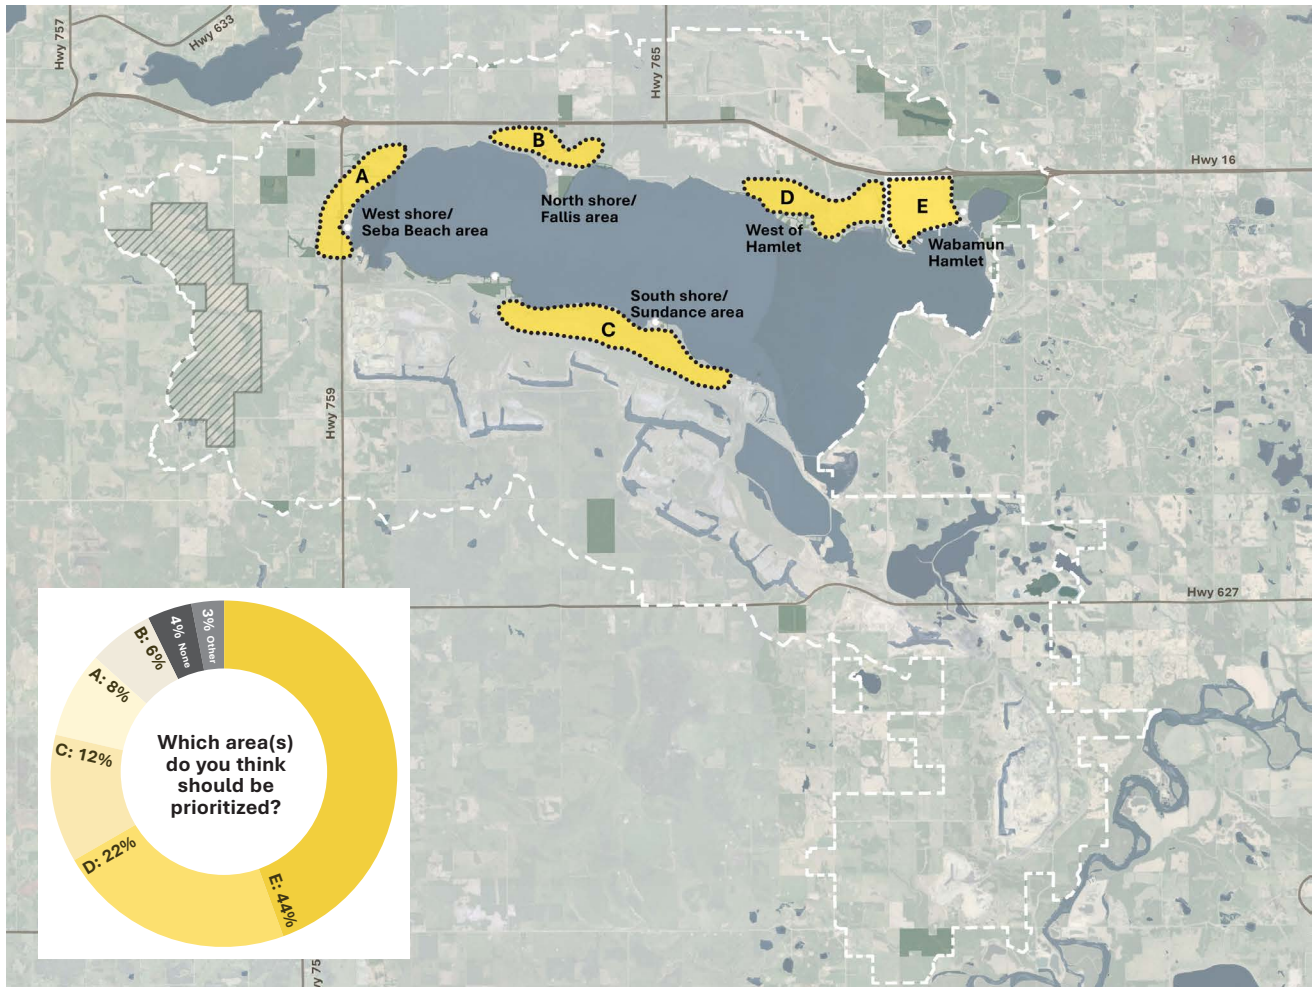 Hwy 757
Hwy 633
Hwy 765
Hwy 16
A
B
D
E
West shore/
Seba Beach area
North shore/
Fallis area
West of
Hamlet
Wabamun
Hamlet
South shore/
Sundance area
C
Hwy 759
Hwy 627
3% Other
4% None
B: 6%
A: 8%
C: 12%
D: 22%
E: 44%
Which area(s)
do you think
should be
prioritized?
Hwy 75